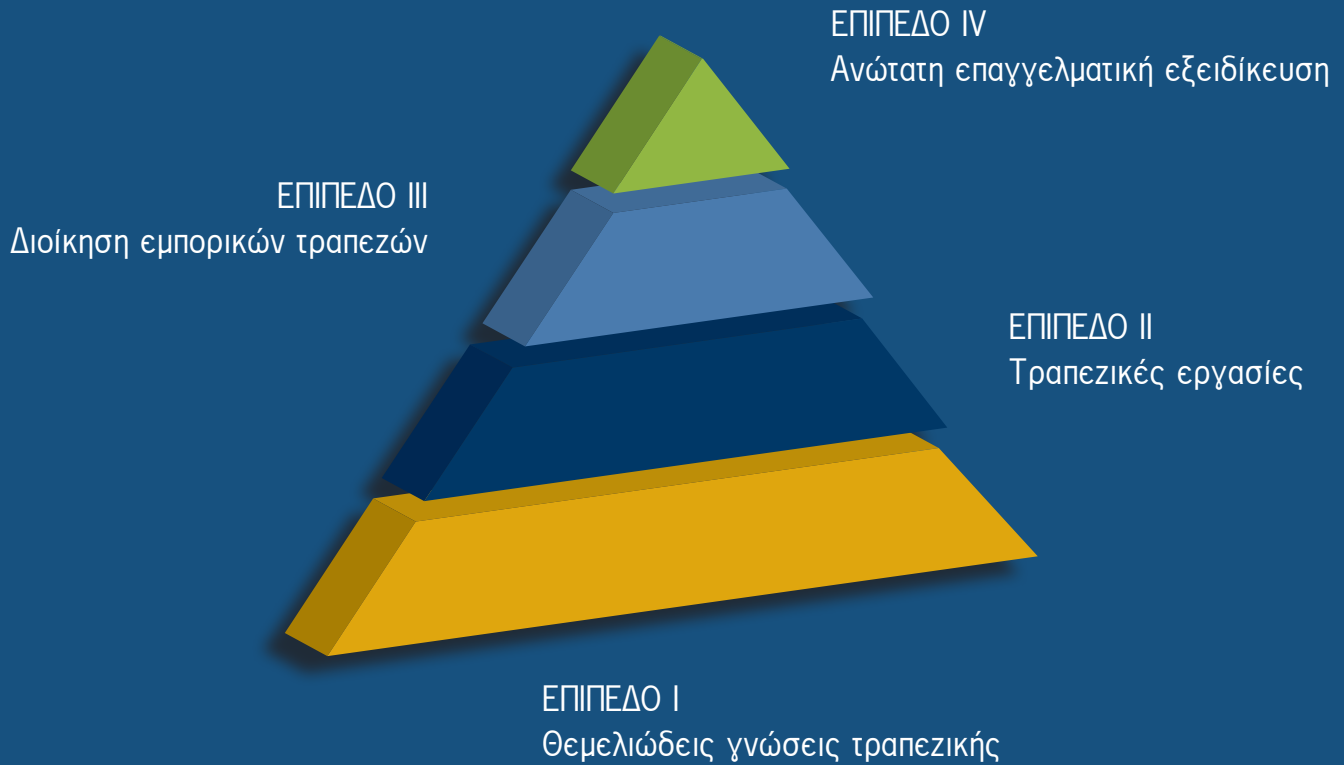 ΕΠΙΠΕΔΟ IV
Ανώτατη επαγγελματική εξειδίκευση
ΕΠΙΠΕΔΟ III
Διοίκηση εμπορικών τραπεζών
ΕΠΙΠΕΔΟ II
Τραπεζικές εργασίες
ΕΠΙΠΕΔΟ I
Θεμελιώδεις γνώσεις τραπεζικής